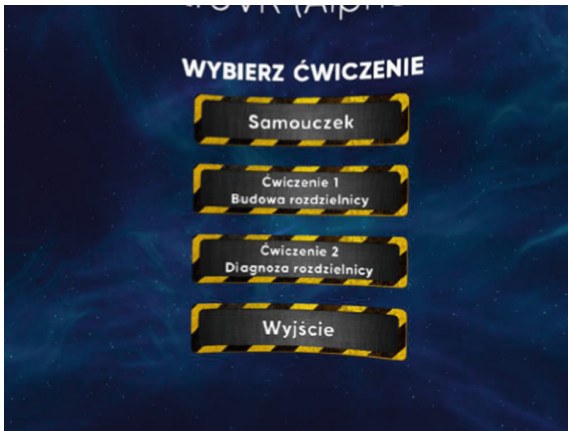 WYBIERZ ĆWICZENIE
Samouczek
Ćwiczenie 1
Budowa rozdzielnicy
Ćwiczenie 2
Diagnoza rozdzielnicy
Wyjście